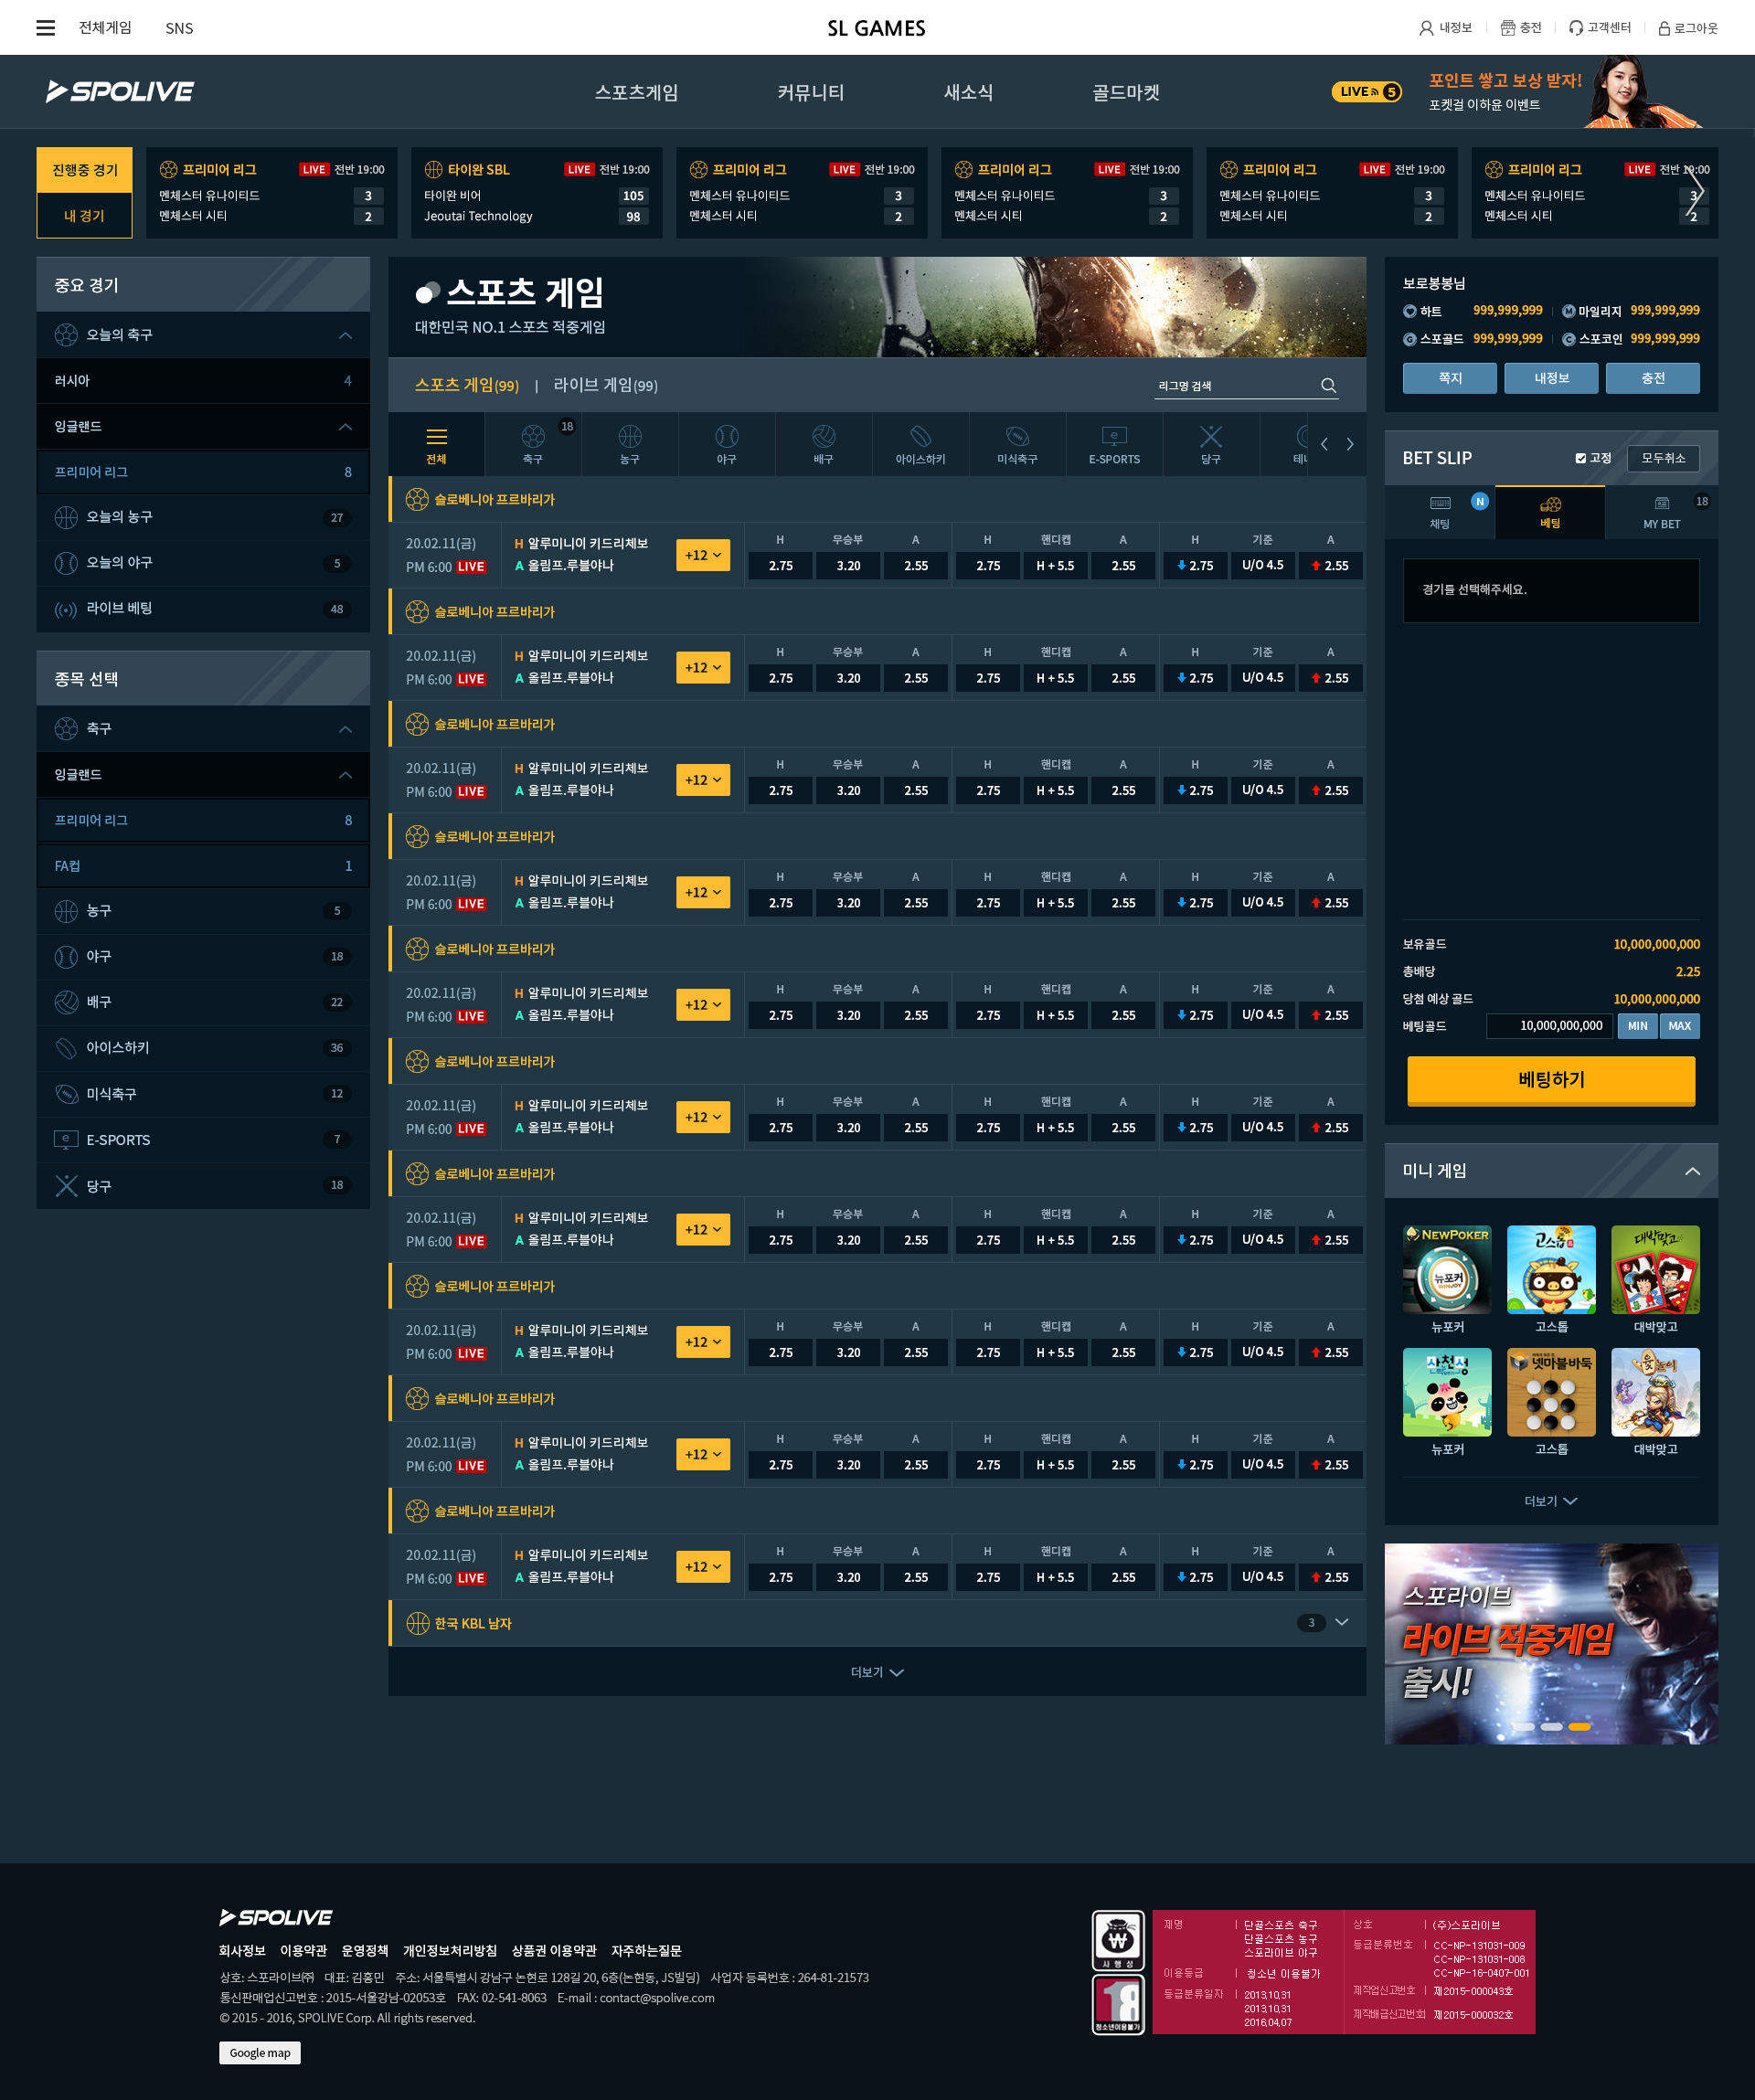 전체게임 SNS SL GAMES 내정보 충전 고객센터 로그아웃
SPOLIVE 스포츠게임 커뮤니티 새소식 골드마켓 LIVE 5 포인트 쌓고 보상 받자!
포켓걸 이하윤 이벤트
진행중 경기
내 경기
프리미어 리그 LIVE 전반 19:00
멘체스터 유나이티드 3
멘체스터 시티 2
타이완 SBL LIVE 전반 19:00
타이완 비어 105
Jeoutai Technology 98
프리미어 리그 LIVE 전반 19:00
멘체스터 유나이티드 3
멘체스터 시티 2
프리미어 리그 LIVE 전반 19:00
멘체스터 유나이티드 3
멘체스터 시티 2
프리미어 리그 LIVE 전반 19:00
멘체스터 유나이티드 3
멘체스터 시티 2
프리미어 리그 LIVE 전반 19:00
멘체스터 유나이티드 3
멘체스터 시티 2
중요 경기
오늘의 축구
러시아 4
잉글랜드
프리미어 리그 8
오늘의 농구 27
오늘의 야구 5
라이브 베팅 48
종목 선택
축구
잉글랜드
프리미어 리그 8
FA컵 1
농구 5
야구 18
배구 22
아이스하키 36
미식축구 12
E-SPORTS 7
당구 18
스포츠 게임
대한민국 NO.1 스포츠 적중게임
스포츠 게임(99) | 라이브 게임(99) 리그명 검색
전체 축구 18 농구 야구 배구 아이스하키 미식축구 E-SPORTS 당구 테니
슬로베니아 프르바리가
20.02.11(금) H 알루미니이 키드리체보 +12 H 무승부 A H 핸디캡 A H 기준 A
PM 6:00 LIVE A 올림프.루블야나 2.75 3.20 2.55 2.75 H + 5.5 2.55 2.75 U/O 4.5 2.55
슬로베니아 프르바리가
20.02.11(금) H 알루미니이 키드리체보 +12 H 무승부 A H 핸디캡 A H 기준 A
PM 6:00 LIVE A 올림프.루블야나 2.75 3.20 2.55 2.75 H + 5.5 2.55 2.75 U/O 4.5 2.55
슬로베니아 프르바리가
20.02.11(금) H 알루미니이 키드리체보 +12 H 무승부 A H 핸디캡 A H 기준 A
PM 6:00 LIVE A 올림프.루블야나 2.75 3.20 2.55 2.75 H + 5.5 2.55 2.75 U/O 4.5 2.55
슬로베니아 프르바리가
20.02.11(금) H 알루미니이 키드리체보 +12 H 무승부 A H 핸디캡 A H 기준 A
PM 6:00 LIVE A 올림프.루블야나 2.75 3.20 2.55 2.75 H + 5.5 2.55 2.75 U/O 4.5 2.55
슬로베니아 프르바리가
20.02.11(금) H 알루미니이 키드리체보 +12 H 무승부 A H 핸디캡 A H 기준 A
PM 6:00 LIVE A 올림프.루블야나 2.75 3.20 2.55 2.75 H + 5.5 2.55 2.75 U/O 4.5 2.55
슬로베니아 프르바리가
20.02.11(금) H 알루미니이 키드리체보 +12 H 무승부 A H 핸디캡 A H 기준 A
PM 6:00 LIVE A 올림프.루블야나 2.75 3.20 2.55 2.75 H + 5.5 2.55 2.75 U/O 4.5 2.55
슬로베니아 프르바리가
20.02.11(금) H 알루미니이 키드리체보 +12 H 무승부 A H 핸디캡 A H 기준 A
PM 6:00 LIVE A 올림프.루블야나 2.75 3.20 2.55 2.75 H + 5.5 2.55 2.75 U/O 4.5 2.55
슬로베니아 프르바리가
20.02.11(금) H 알루미니이 키드리체보 +12 H 무승부 A H 핸디캡 A H 기준 A
PM 6:00 LIVE A 올림프.루블야나 2.75 3.20 2.55 2.75 H + 5.5 2.55 2.75 U/O 4.5 2.55
슬로베니아 프르바리가
20.02.11(금) H 알루미니이 키드리체보 +12 H 무승부 A H 핸디캡 A H 기준 A
PM 6:00 LIVE A 올림프.루블야나 2.75 3.20 2.55 2.75 H + 5.5 2.55 2.75 U/O 4.5 2.55
슬로베니아 프르바리가
20.02.11(금) H 알루미니이 키드리체보 +12 H 무승부 A H 핸디캡 A H 기준 A
PM 6:00 LIVE A 올림프.루블야나 2.75 3.20 2.55 2.75 H + 5.5 2.55 2.75 U/O 4.5 2.55
한국 KBL 남자 3
더보기
보로봉봉님
하트 999,999,999 M 마일리지 999,999,999
G 스포골드 999,999,999 C 스포코인 999,999,999
쪽지 내정보 충전
BET SLIP 고정 모두취소
채팅 N 베팅 MY BET 18
경기를 선택해주세요.
보유골드 10,000,000,000
총배당 2.25
당첨 예상 골드 10,000,000,000
베팅골드 10,000,000,000 MIN MAX
베팅하기
미니 게임
NEWPOKER 뉴포커 WINJOY 고스톱 대박맞고
뉴포커 고스톱 대박맞고
사천성 넷마블바둑 윷놀이
뉴포커 고스톱 대박맞고
더보기
스포라이브
라이브 적중게임
출시!
SPOLIVE
회사정보 이용약관 운영정책 개인정보처리방침 상품권 이용약관 자주하는질문
상호: 스포라이브㈜ 대표: 김홍민 주소: 서울특별시 강남구 논현로 128길 20, 6층(논현동, JS빌딩) 사업자 등록번호 : 264-81-21573
통신판매업신고번호 : 2015-서울강남-02053호 FAX: 02-541-8063 E-mail : contact@spolive.com
© 2015 - 2016, SPOLIVE Corp. All rights reserved.
Google map
사행성
18
청소년이용불가
제명 | 단골스포츠 축구
단골스포츠 농구
스포라이브 야구
이용등급 | 청소년 이용불가
등급분류일자 | 2013.10.31
2013.10.31
2016.04.07
상호 | (주)스포라이브
등급분류번호 | CC-NP-131031-009
CC-NP-131031-008
CC-NP-16-0407-001
제작업신고번호 | 제2015-000043호
제작배급신고번호| 제2015-000032호